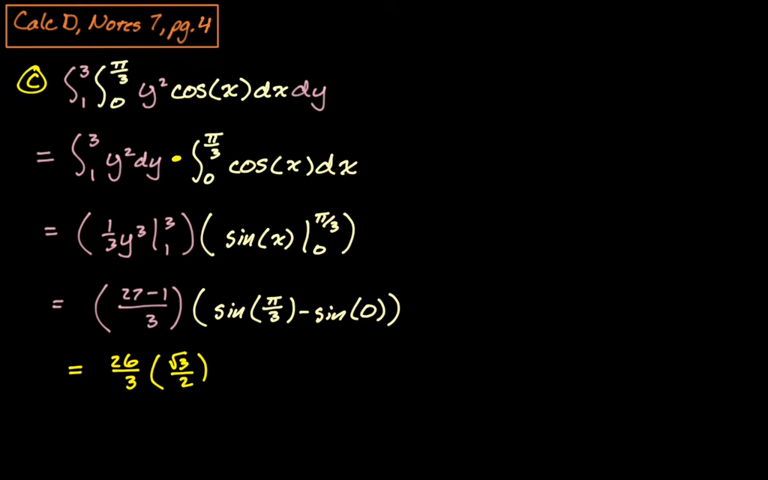 Calc D, Notes 7, pg. 4
Ⓒ ∫₁³ ∫₀^(π/3) y² cos(x) dx dy
= ∫₁³ y² dy • ∫₀^(π/3) cos(x) dx
= (1/3 y³ |₁³) (sin(x) |₀^(π/3))
= ((27-1)/3) (sin(π/3) - sin(0))
= 26/3 (√3/2)